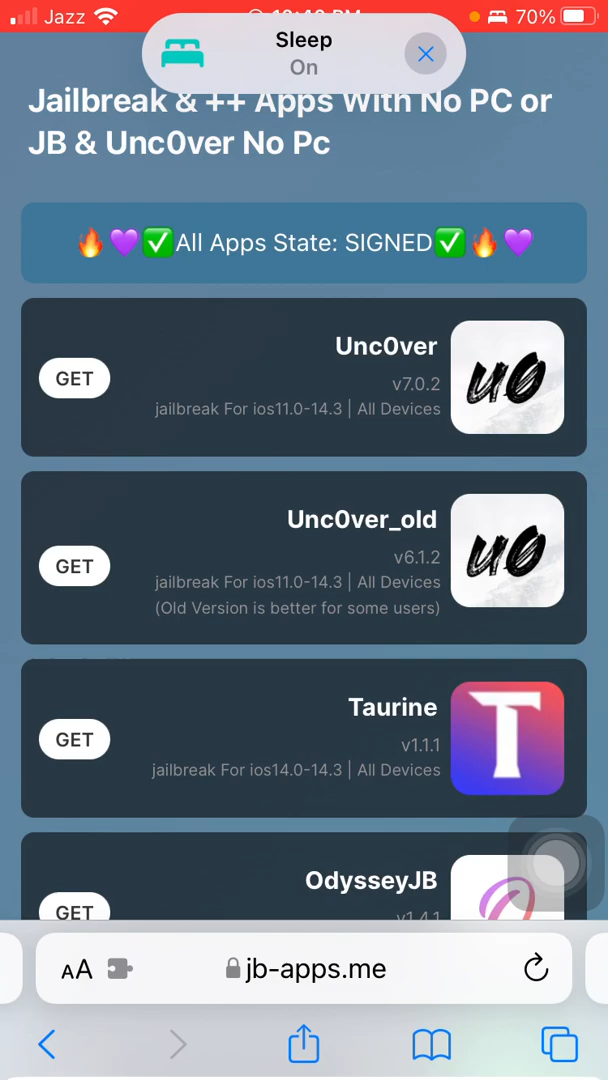 Jazz 70%
Sleep
On
Jailbreak & ++ Apps With No PC or
JB & Unc0ver No Pc
🔥💜✅All Apps State: SIGNED✅🔥💜
Unc0ver
GET
v7.0.2
jailbreak For ios11.0-14.3 | All Devices
Unc0ver_old
GET
v6.1.2
jailbreak For ios11.0-14.3 | All Devices
(Old Version is better for some users)
Taurine
GET
v1.1.1
jailbreak For ios14.0-14.3 | All Devices
OdysseyJB
GET
v1.4.1
AA jb-apps.me